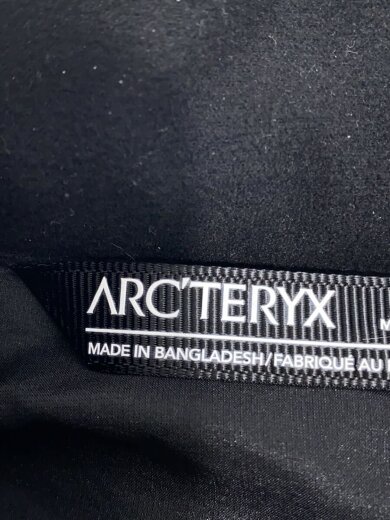 ARC'TERYX M
MADE IN BANGLADESH/FABRIQUÉ AU